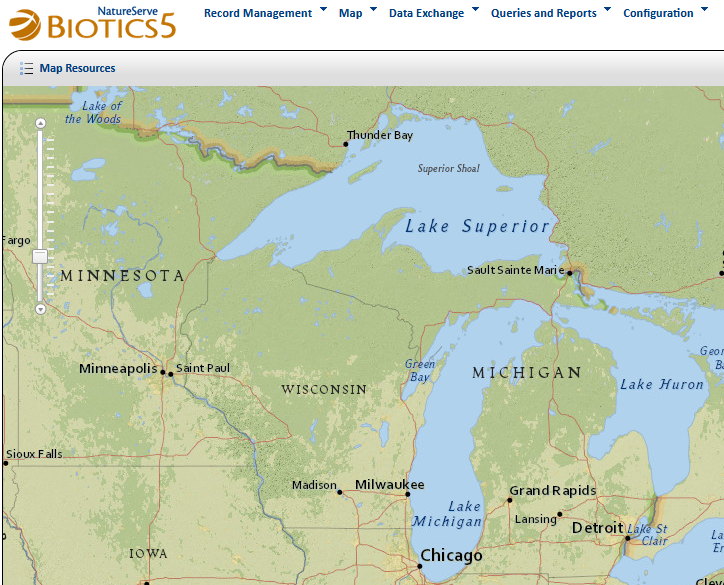 NatureServe
BIOTICS5
Record Management Map Data Exchange Queries and Reports Configuration
Map Resources
Lake of
the Woods
Thunder Bay
Superior Shoal
Lake Superior
Fargo
Sault Sainte Marie
MINNESOTA
Green
Bay
MICHIGAN
Minneapolis
Saint Paul
Lake Huron
WISCONSIN
Sioux Falls
Madison
Milwaukee
Grand Rapids
Lake
Michigan
Lansing
Detroit
Lake St
Clair
IOWA
Chicago